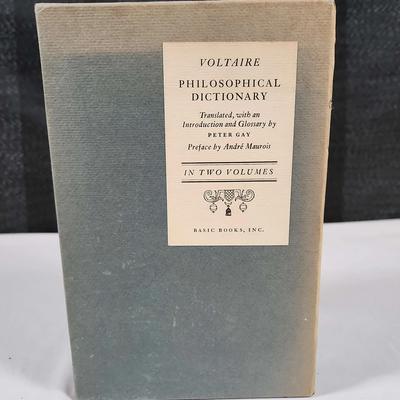 VOLTAIRE
PHILOSOPHICAL
DICTIONARY
Translated, with an
Introduction and Glossary by
PETER GAY
Preface by André Maurois
IN TWO VOLUMES
BASIC BOOKS, INC.